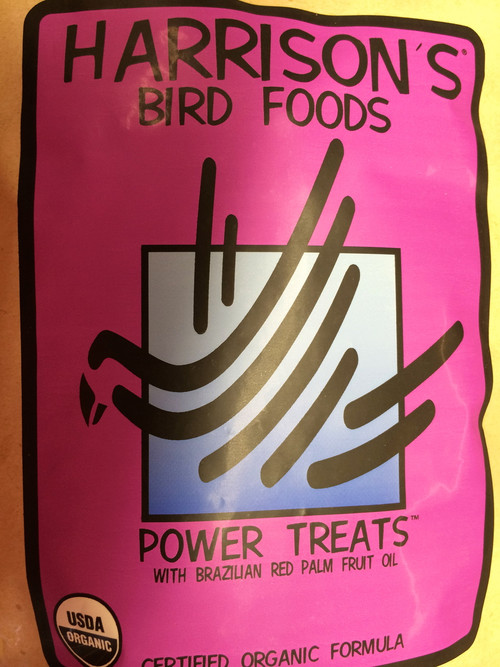 HARRISON'S®
BIRD FOODS
POWER TREATS™
WITH BRAZILIAN RED PALM FRUIT OIL
USDA
ORGANIC
CERTIFIED ORGANIC FORMULA